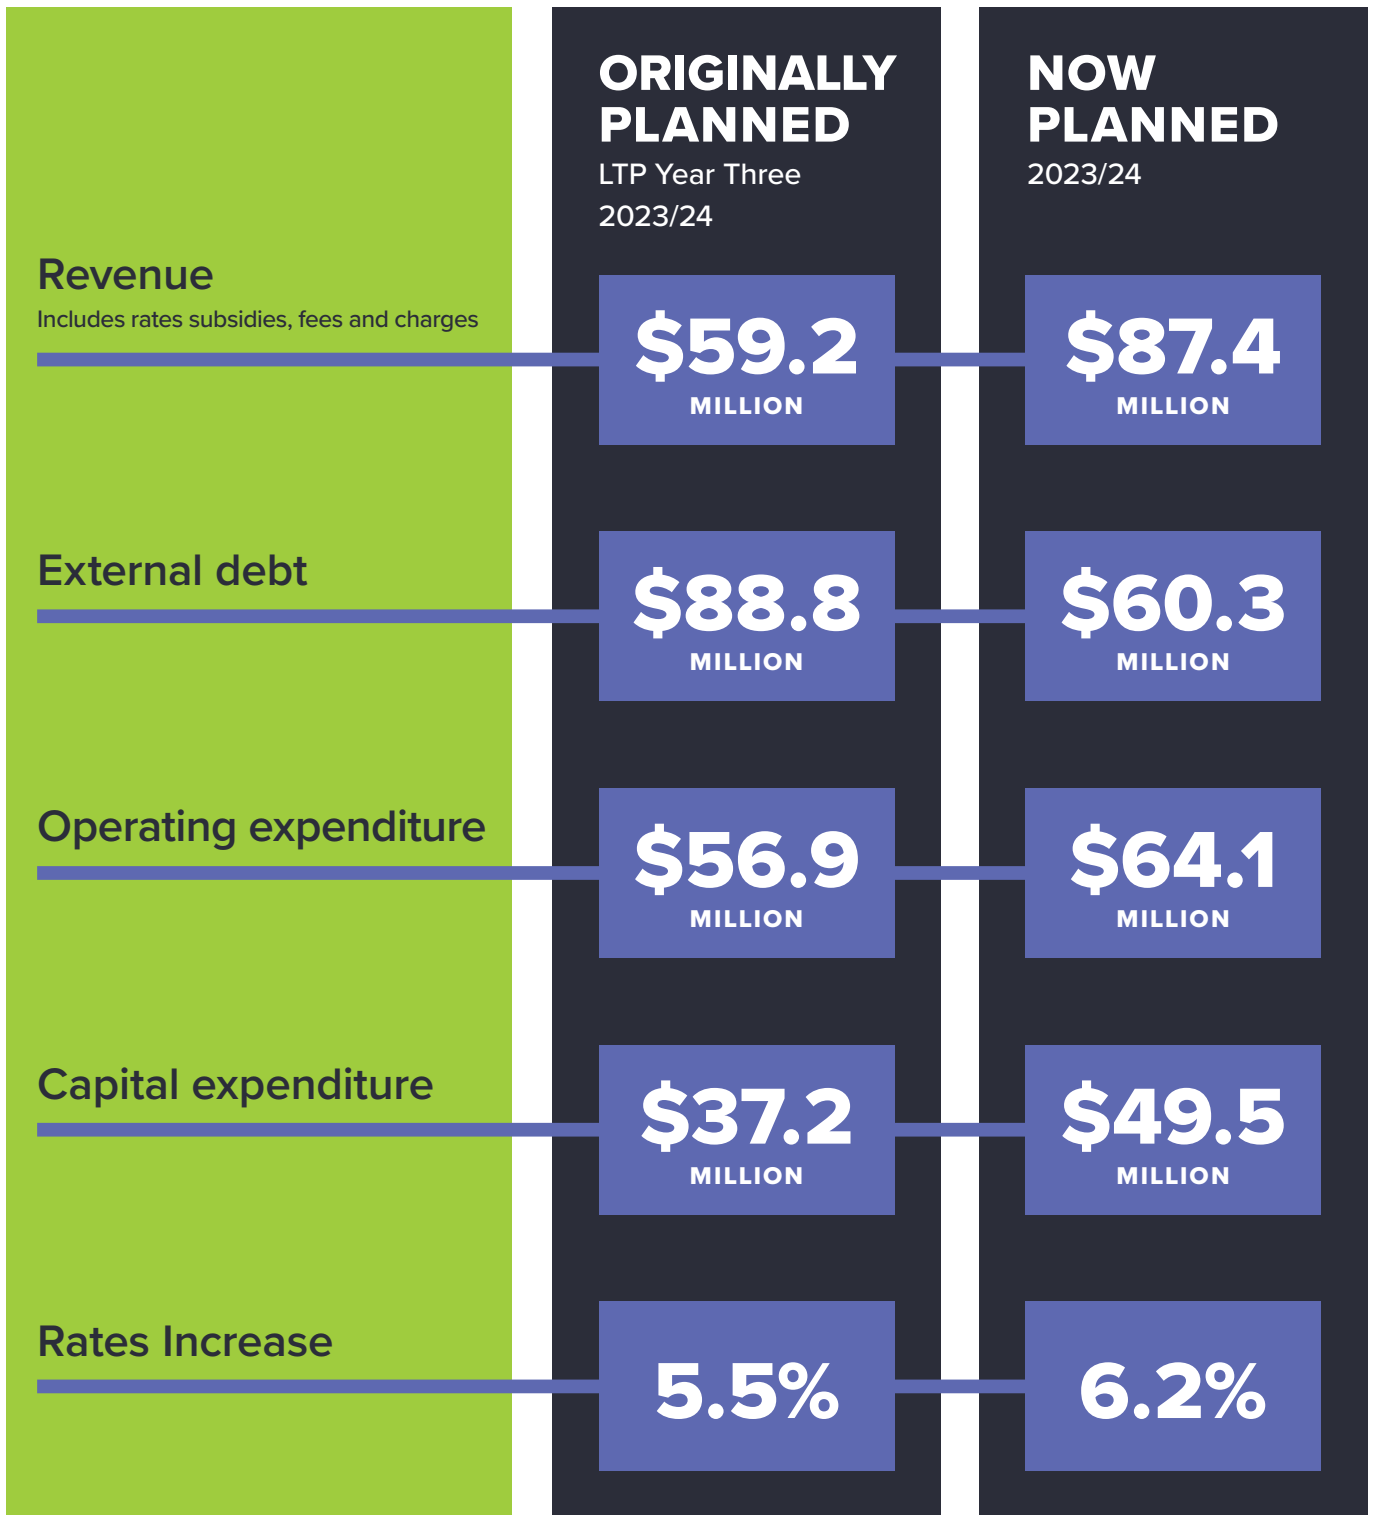 ORIGINALLY
PLANNED
LTP Year Three
2023/24
NOW
PLANNED
2023/24
Revenue
Includes rates subsidies, fees and charges
$59.2
MILLION
$87.4
MILLION
External debt
$88.8
MILLION
$60.3
MILLION
Operating expenditure
$56.9
MILLION
$64.1
MILLION
Capital expenditure
$37.2
MILLION
$49.5
MILLION
Rates Increase
5.5%
6.2%